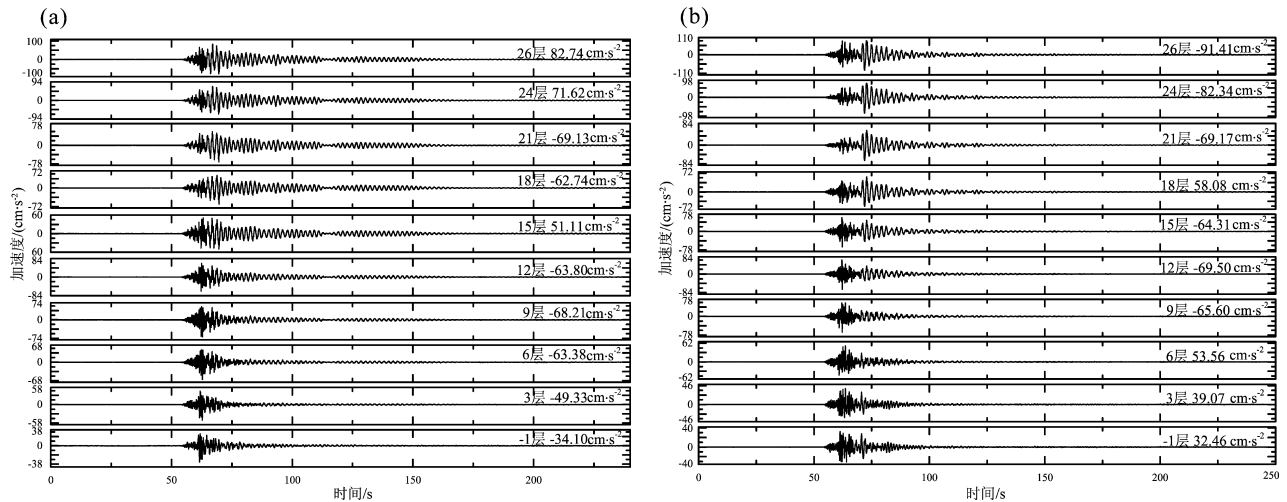 (a)
100
0
-100
26层 82.74 cm·s-2
94
0
-94
24层 71.62cm·s-2
78
0
-78
21层 -69.13cm·s-2
72
0
-72
18层 -62.74cm·s-2
60
0
60
15层 51.11cm·s-2
84
0
-84
12层 -63.80cm·s-2
74
0
-74
9层 -68.21cm·s-2
68
0
-68
6层 -63.38cm·s-2
58
0
-58
3层 -49.33cm·s-2
38
0
-38
-1层 -34.10cm·s-2
加速度/(cm·s-2)
0 50 100 150 200
时间/s
(b)
110
0
-110
26层 -91.41cm·s-2
98
0
-98
24层 -82.34cm·s-2
84
0
-84
21层 -69.17cm·s-2
72
0
-72
18层 58.08 cm·s-2
78
0
-78
15层 -64.31cm·s-2
84
0
-84
12层 -69.50cm·s-2
78
0
-78
9层 -65.60cm·s-2
62
0
-62
6层 53.56 cm·s-2
46
0
-46
3层 39.07 cm·s-2
40
0
-40
-1层 32.46 cm·s-2
加速度/(cm·s-2)
0 50 100 150 200 250
时间/s